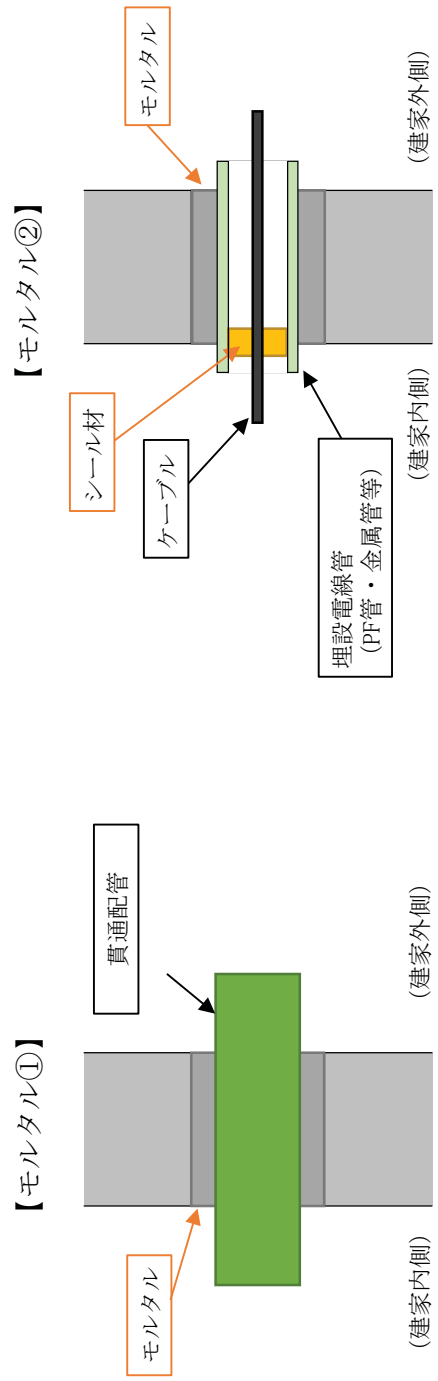 【モルタル①】
モルタル
貫通配管
(建家内側)
(建家外側)
【モルタル②】
シール材
モルタル
ケーブル
埋設電線管
(PF管・金属管等)
(建家内側)
(建家外側)